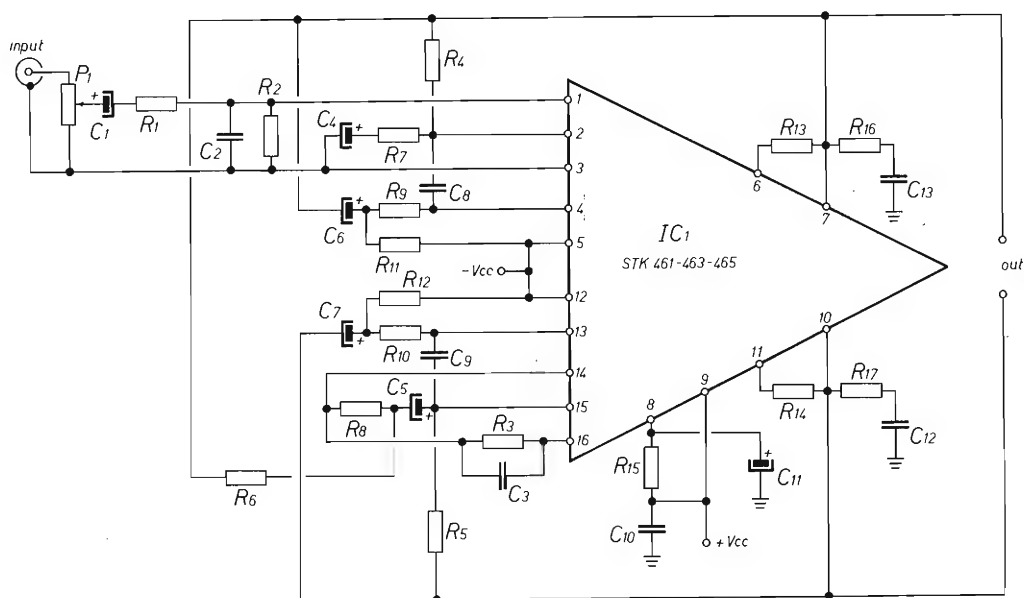 input
P1
+
C1
R1
C2
R2
R4
C4
+
R7
C8
C6
+
R9
R11
-Vcc
R12
C7
+
R10
C9
C5
+
R8
R3
C3
R6
R5
1
2
3
4
5
12
13
14
15
16
IC1
STK 461-463-465
6
7
R13
R16
C13
out
10
11
9
8
R14
R17
C12
R15
+
C11
C10
+Vcc